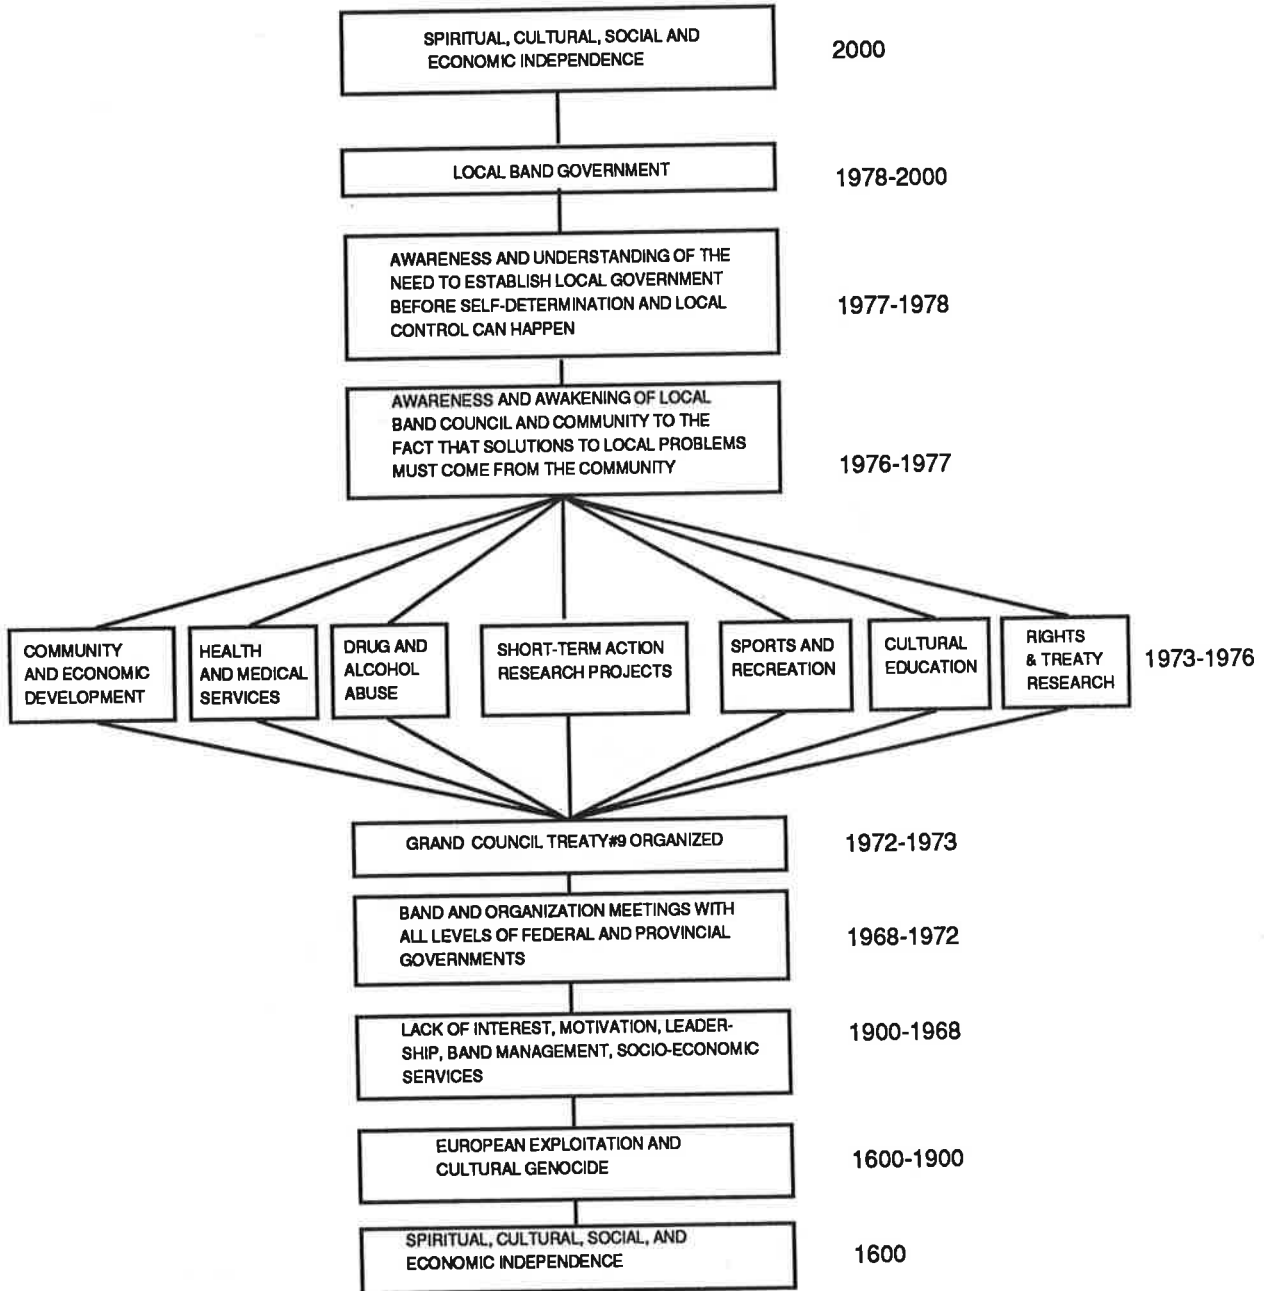 SPIRITUAL, CULTURAL, SOCIAL AND
ECONOMIC INDEPENDENCE
2000
LOCAL BAND GOVERNMENT
1978-2000
AWARENESS AND UNDERSTANDING OF THE
NEED TO ESTABLISH LOCAL GOVERNMENT
BEFORE SELF-DETERMINATION AND LOCAL
CONTROL CAN HAPPEN
1977-1978
AWARENESS AND AWAKENING OF LOCAL
BAND COUNCIL AND COMMUNITY TO THE
FACT THAT SOLUTIONS TO LOCAL PROBLEMS
MUST COME FROM THE COMMUNITY
1976-1977
COMMUNITY
AND ECONOMIC
DEVELOPMENT
HEALTH
AND MEDICAL
SERVICES
DRUG AND
ALCOHOL
ABUSE
SHORT-TERM ACTION
RESEARCH PROJECTS
SPORTS AND
RECREATION
CULTURAL
EDUCATION
RIGHTS
& TREATY
RESEARCH
1973-1976
GRAND COUNCIL TREATY#9 ORGANIZED
1972-1973
BAND AND ORGANIZATION MEETINGS WITH
ALL LEVELS OF FEDERAL AND PROVINCIAL
GOVERNMENTS
1968-1972
LACK OF INTEREST, MOTIVATION, LEADER-
SHIP, BAND MANAGEMENT, SOCIO-ECONOMIC
SERVICES
1900-1968
EUROPEAN EXPLOITATION AND
CULTURAL GENOCIDE
1600-1900
SPIRITUAL, CULTURAL, SOCIAL, AND
ECONOMIC INDEPENDENCE
1600